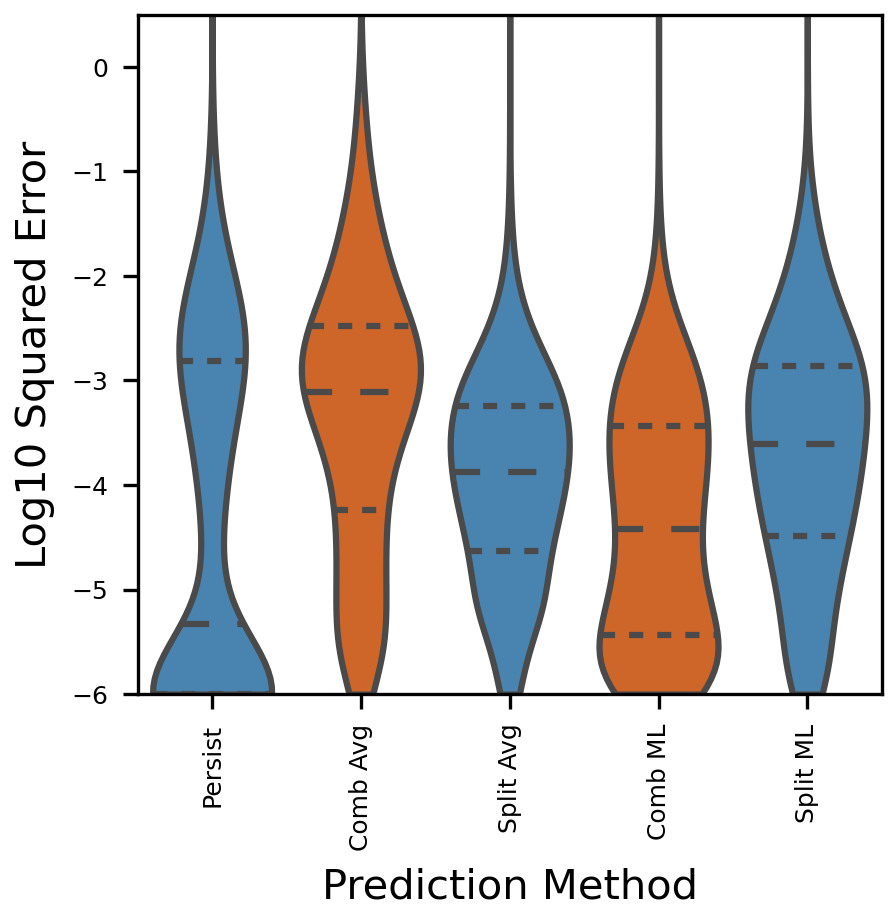 Log10 Squared Error
0
−1
−2
−3
−4
−5
−6
Persist
Comb Avg
Split Avg
Comb ML
Split ML
Prediction Method